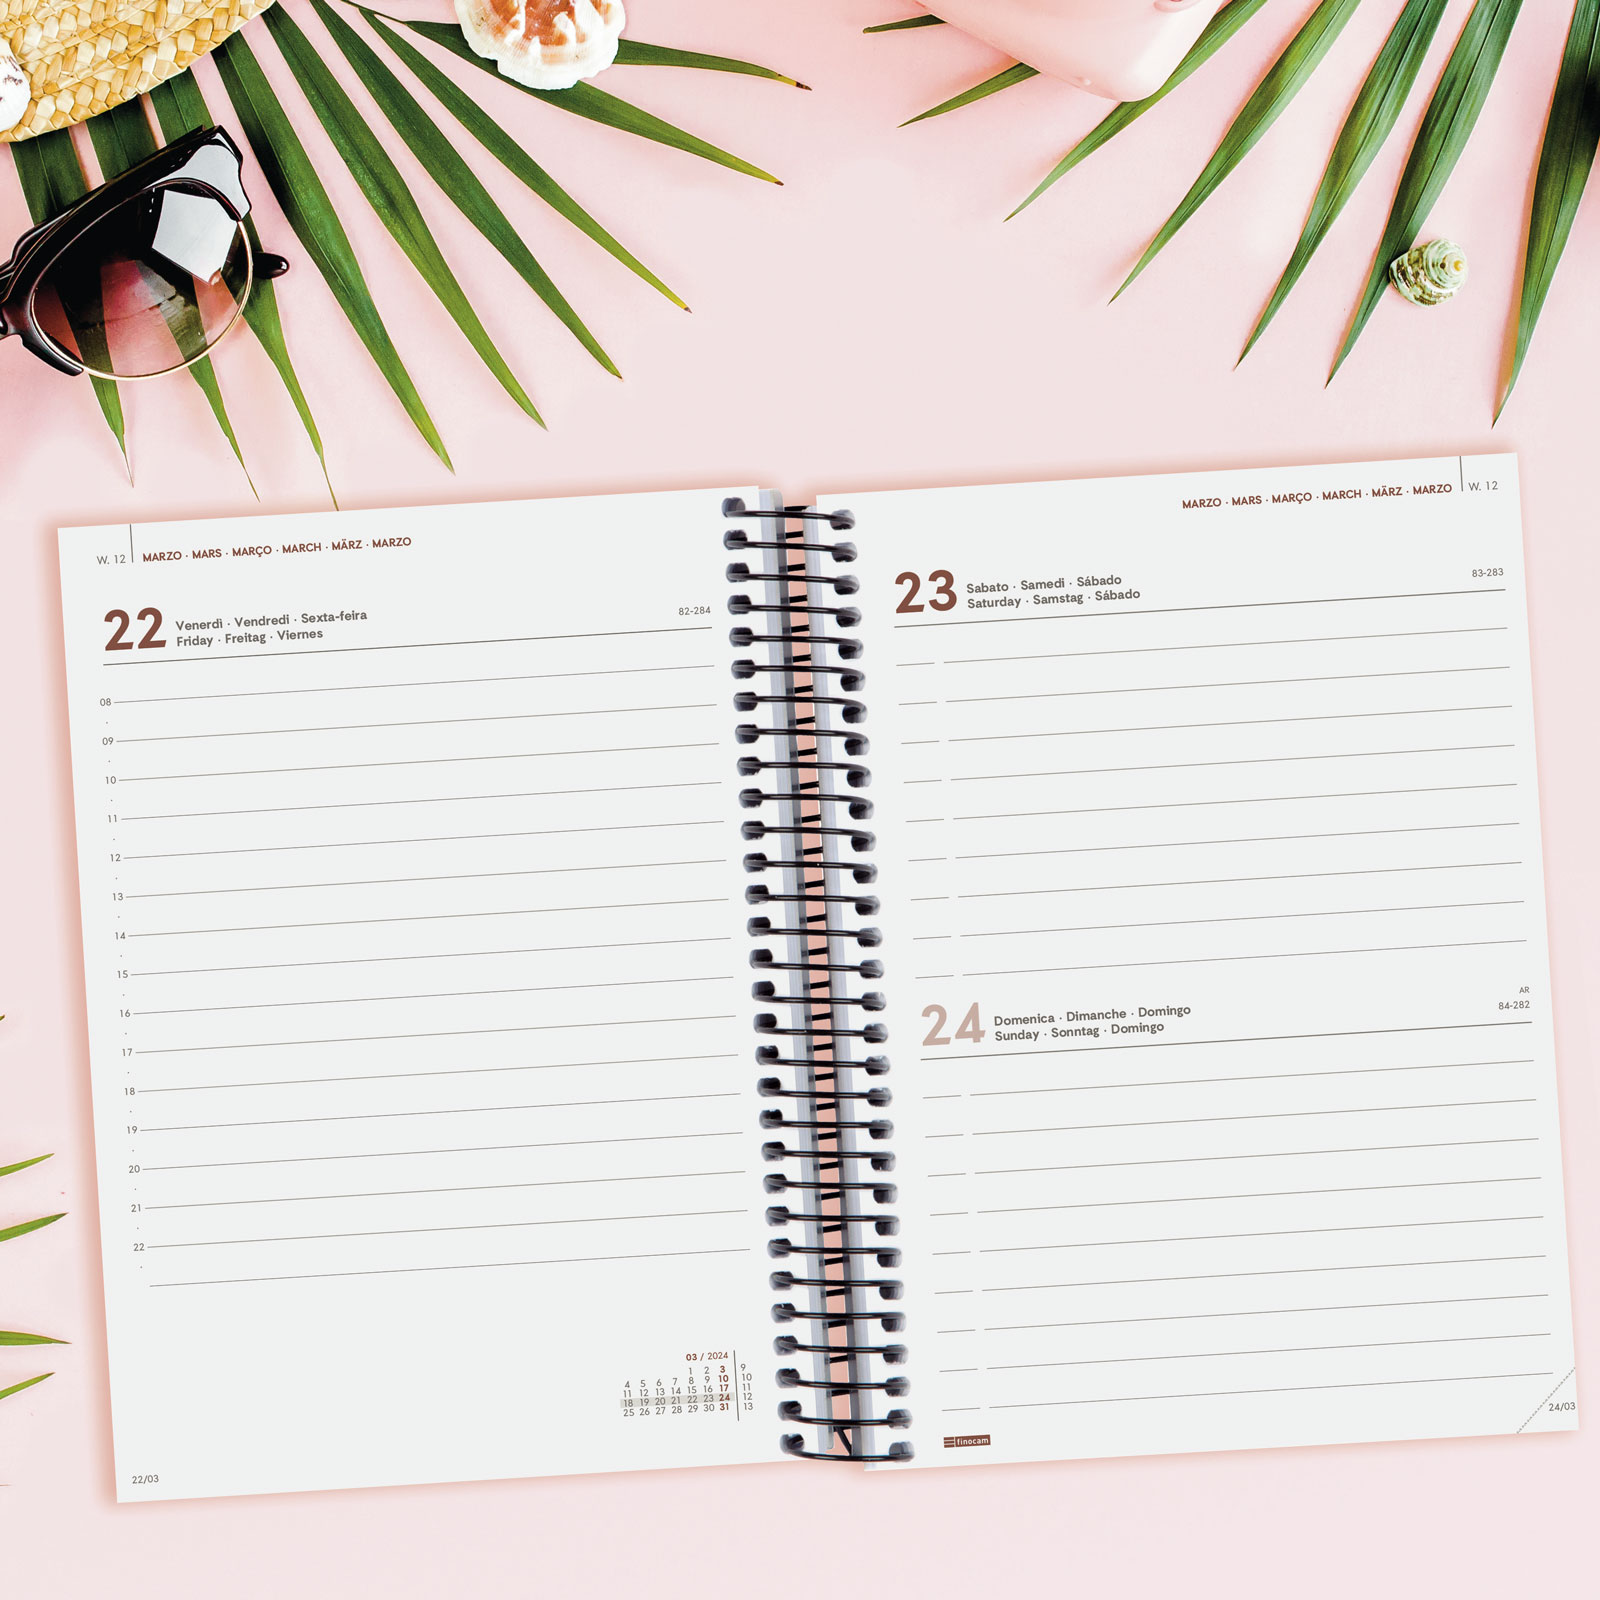 W. 12
MARZO · MARS · MARÇO · MARCH · MÄRZ · MARZO
22
Venerdì · Vendredi · Sexta-feira
Friday · Freitag · Viernes
82-284
08
09
10
11
12
13
14
15
16
17
18
19
20
21
22
03 / 2024
1 2 3 9
4 5 6 7 8 9 10 10
11 12 13 14 15 16 17 11
18 19 20 21 22 23 24 12
25 26 27 28 29 30 31 13
22/03
MARZO · MARS · MARÇO · MARCH · MÄRZ · MARZO
W. 12
23
Sabato · Samedi · Sábado
Saturday · Samstag · Sábado
83-283
24
Domenica · Dimanche · Domingo
Sunday · Sonntag · Domingo
AR
84-282
finocam
24/03